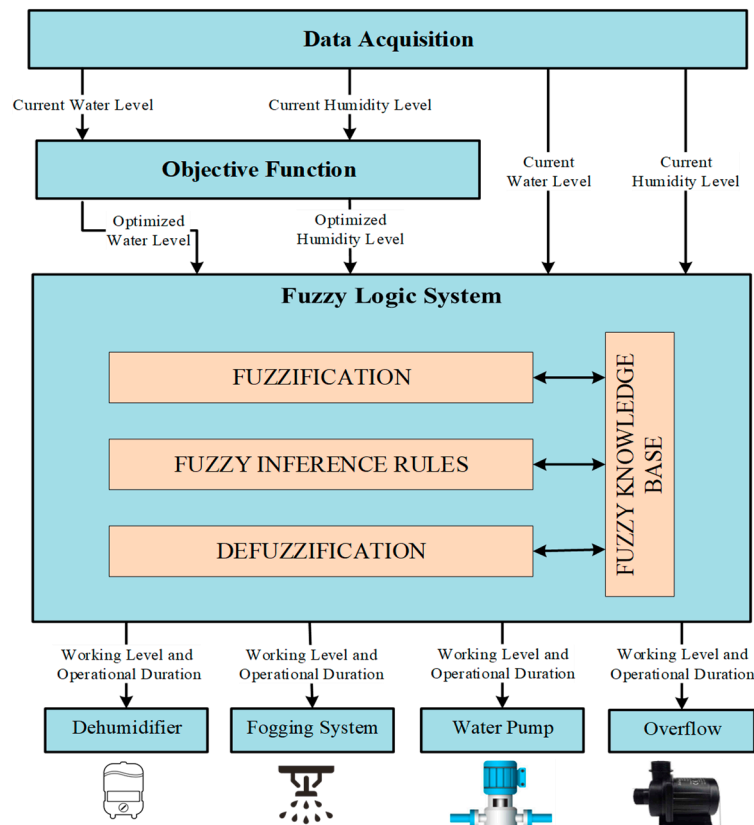 Data Acquisition
Current Water Level
Current Humidity Level
Current
Water Level
Current
Humidity Level
Objective Function
Optimized
Water Level
Optimized
Humidity Level
Fuzzy Logic System
FUZZIFICATION
FUZZY INFERENCE RULES
DEFUZZIFICATION
FUZZY KNOWLEDGE
BASE
Working Level and
Operational Duration
Working Level and
Operational Duration
Working Level and
Operational Duration
Working Level and
Operational Duration
Dehumidifier
Fogging System
Water Pump
Overflow